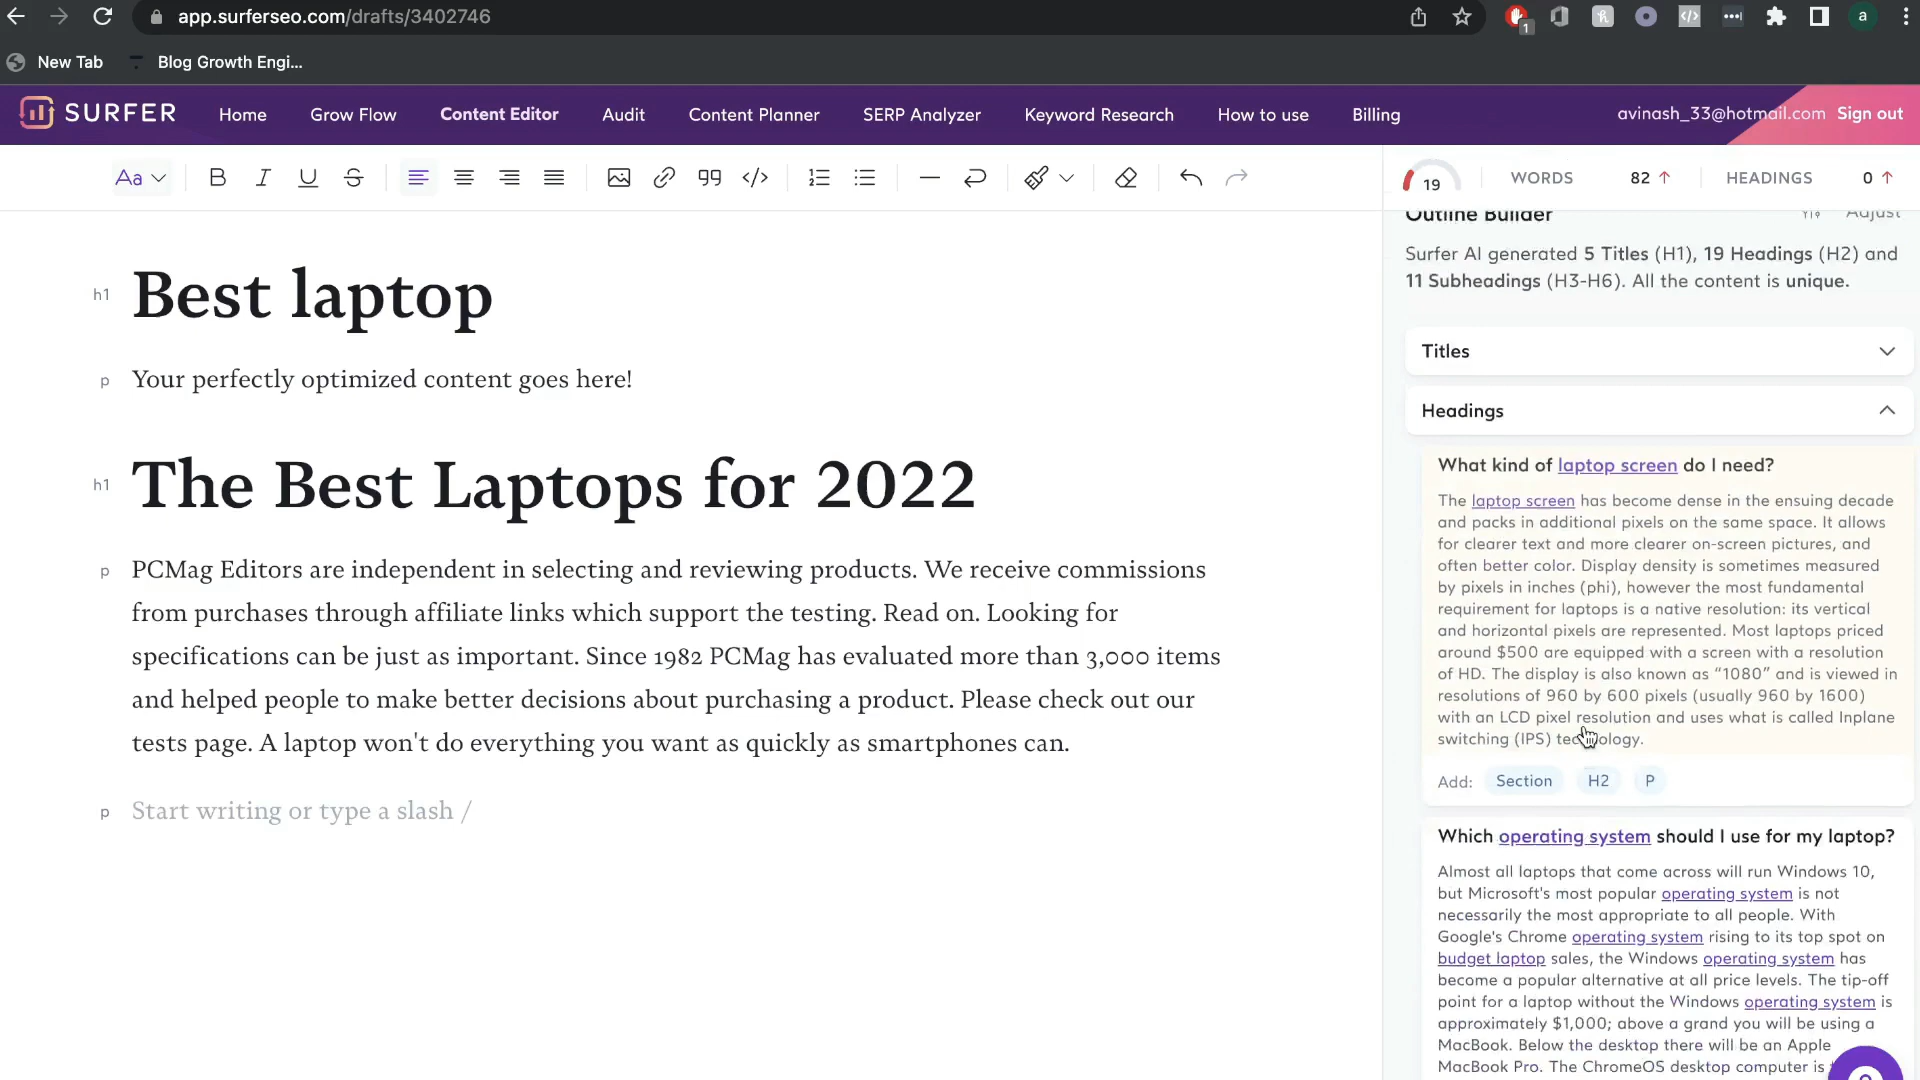 app.surferseo.com/drafts/3402746
1
a
New Tab
Blog Growth Engi...
SURFER
Home
Grow Flow
Content Editor
Audit
Content Planner
SERP Analyzer
Keyword Research
How to use
Billing
avinash_33@hotmail.com
Sign out
Aa
19
WORDS
82
HEADINGS
0
h1
Best laptop
p
Your perfectly optimized content goes here!
h1
The Best Laptops for 2022
p
PCMag Editors are independent in selecting and reviewing products. We receive commissions
from purchases through affiliate links which support the testing. Read on. Looking for
specifications can be just as important. Since 1982 PCMag has evaluated more than 3,000 items
and helped people to make better decisions about purchasing a product. Please check out our
tests page. A laptop won't do everything you want as quickly as smartphones can.
p
Start writing or type a slash /
Outline Builder
Adjust
Surfer AI generated 5 Titles (H1), 19 Headings (H2) and
11 Subheadings (H3-H6). All the content is unique.
Titles
Headings
What kind of laptop screen do I need?
The laptop screen has become dense in the ensuing decade
and packs in additional pixels on the same space. It allows
for clearer text and more clearer on-screen pictures, and
often better color. Display density is sometimes measured
by pixels in inches (phi), however the most fundamental
requirement for laptops is a native resolution: its vertical
and horizontal pixels are represented. Most laptops priced
around $500 are equipped with a screen with a resolution
of HD. The display is also known as “1080” and is viewed in
resolutions of 960 by 600 pixels (usually 960 by 1600)
with an LCD pixel resolution and uses what is called Inplane
switching (IPS) technology.
Add:
Section
H2
P
Which operating system should I use for my laptop?
Almost all laptops that come across will run Windows 10,
but Microsoft's most popular operating system is not
necessarily the most appropriate to all people. With
Google's Chrome operating system rising to its top spot on
budget laptop sales, the Windows operating system has
become a popular alternative at all price levels. The tip-off
point for a laptop without the Windows operating system is
approximately $1,000; above a grand you will be using a
MacBook. Below the desktop there will be an Apple
MacBook Pro. The ChromeOS desktop computer is